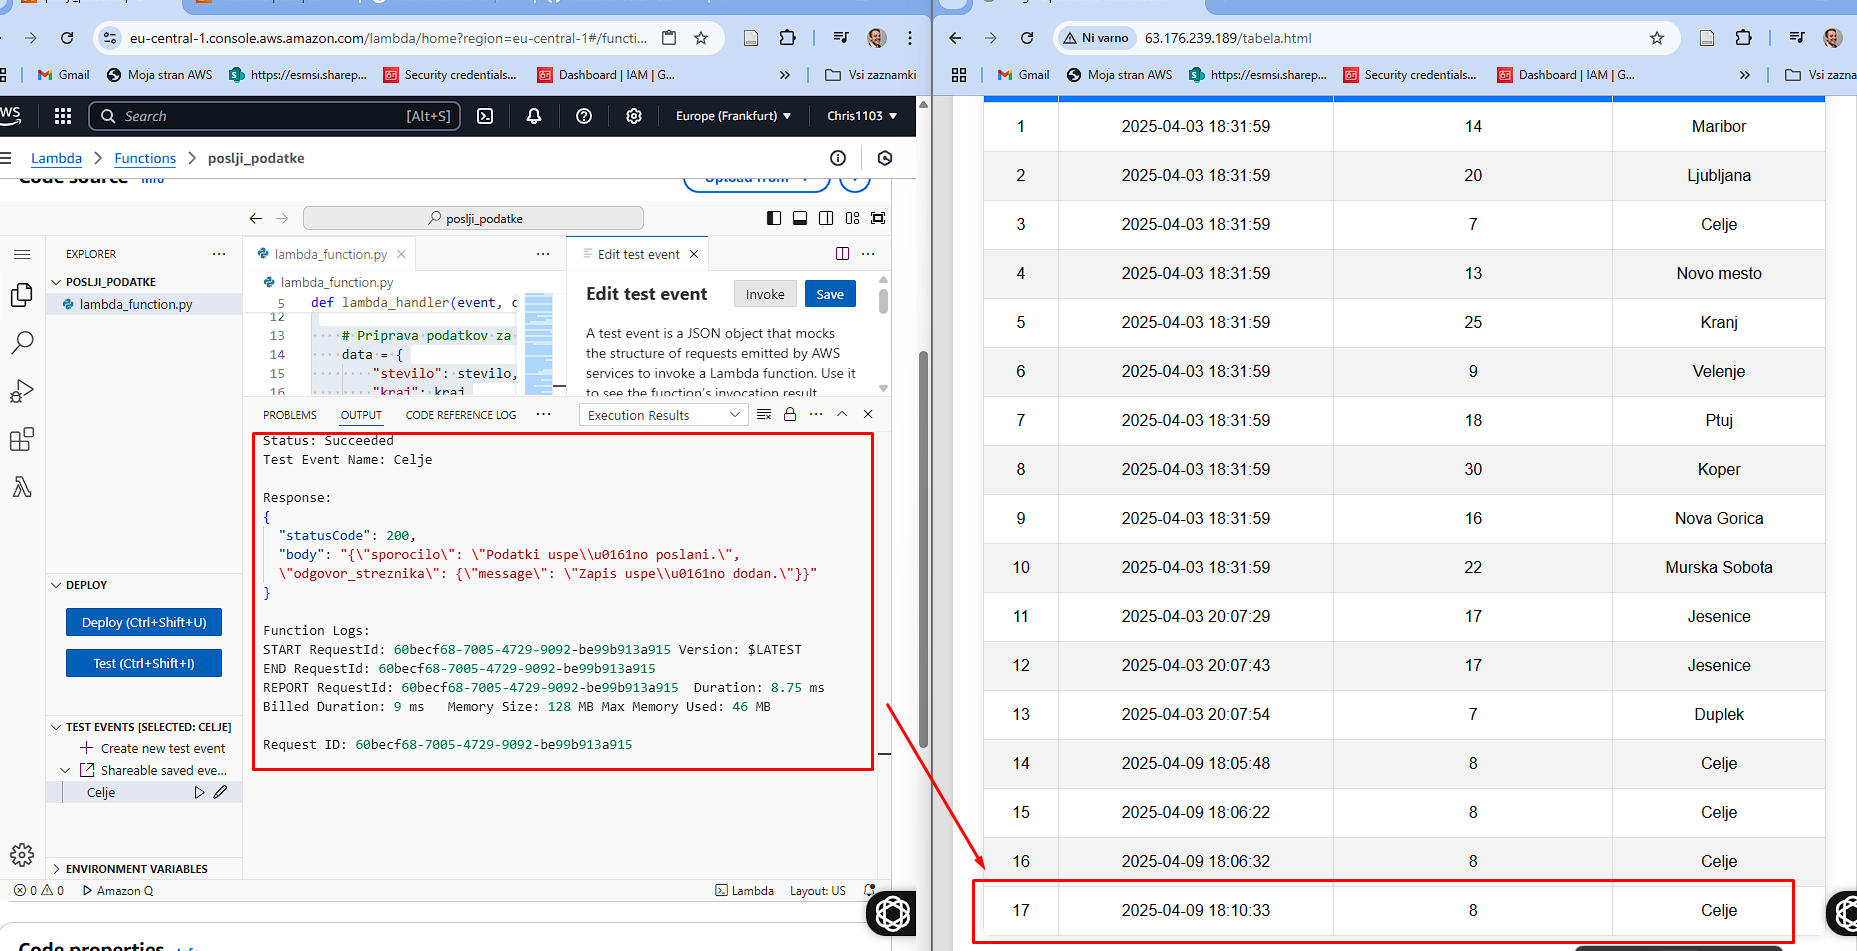 eu-central-1.console.aws.amazon.com/lambda/home?region=eu-central-1#/functi...
Gmail
Moja stran AWS
https://esmsi.sharep...
Security credentials...
Dashboard | IAM | G...
»
Vsi zaznamki
Search
[Alt+S]
Europe (Frankfurt)
Chris1103
Lambda
Functions
poslji_podatke
Code source
Info
Upload from
poslji_podatke
EXPLORER
POSLJI_PODATKE
lambda_function.py
lambda_function.py
Edit test event
lambda_function.py
5 def lambda_handler(event, c
12
13 # Priprava podatkov za
14 data = {
15 "stevilo": stevilo,
16 "kraj": kraj
Edit test event
Invoke
Save
A test event is a JSON object that mocks
the structure of requests emitted by AWS
services to invoke a Lambda function. Use it
to see the function's invocation result.
PROBLEMS
OUTPUT
CODE REFERENCE LOG
Execution Results
Status: Succeeded
Test Event Name: Celje
Response:
{
"statusCode": 200,
"body": "{\"sporocilo\": \"Podatki uspe\\u0161no poslani.\",
\"odgovor_streznika\": {\"message\": \"Zapis uspe\\u0161no dodan.\"}}"
}
Function Logs:
START RequestId: 60becf68-7005-4729-9092-be99b913a915 Version: $LATEST
END RequestId: 60becf68-7005-4729-9092-be99b913a915
REPORT RequestId: 60becf68-7005-4729-9092-be99b913a915 Duration: 8.75 ms
Billed Duration: 9 ms Memory Size: 128 MB Max Memory Used: 46 MB
Request ID: 60becf68-7005-4729-9092-be99b913a915
DEPLOY
Deploy (Ctrl+Shift+U)
Test (Ctrl+Shift+I)
TEST EVENTS [SELECTED: CELJE]
Create new test event
Shareable saved eve...
Celje
ENVIRONMENT VARIABLES
0 0
Amazon Q
Lambda
Layout: US
Code properties
Info
Ni varno
63.176.239.189/tabela.html
Gmail
Moja stran AWS
https://esmsi.sharep...
Security credentials...
Dashboard | IAM | G...
»
Vsi zazna
1 2025-04-03 18:31:59 14 Maribor
2 2025-04-03 18:31:59 20 Ljubljana
3 2025-04-03 18:31:59 7 Celje
4 2025-04-03 18:31:59 13 Novo mesto
5 2025-04-03 18:31:59 25 Kranj
6 2025-04-03 18:31:59 9 Velenje
7 2025-04-03 18:31:59 18 Ptuj
8 2025-04-03 18:31:59 30 Koper
9 2025-04-03 18:31:59 16 Nova Gorica
10 2025-04-03 18:31:59 22 Murska Sobota
11 2025-04-03 20:07:29 17 Jesenice
12 2025-04-03 20:07:43 17 Jesenice
13 2025-04-03 20:07:54 7 Duplek
14 2025-04-09 18:05:48 8 Celje
15 2025-04-09 18:06:22 8 Celje
16 2025-04-09 18:06:32 8 Celje
17 2025-04-09 18:10:33 8 Celje